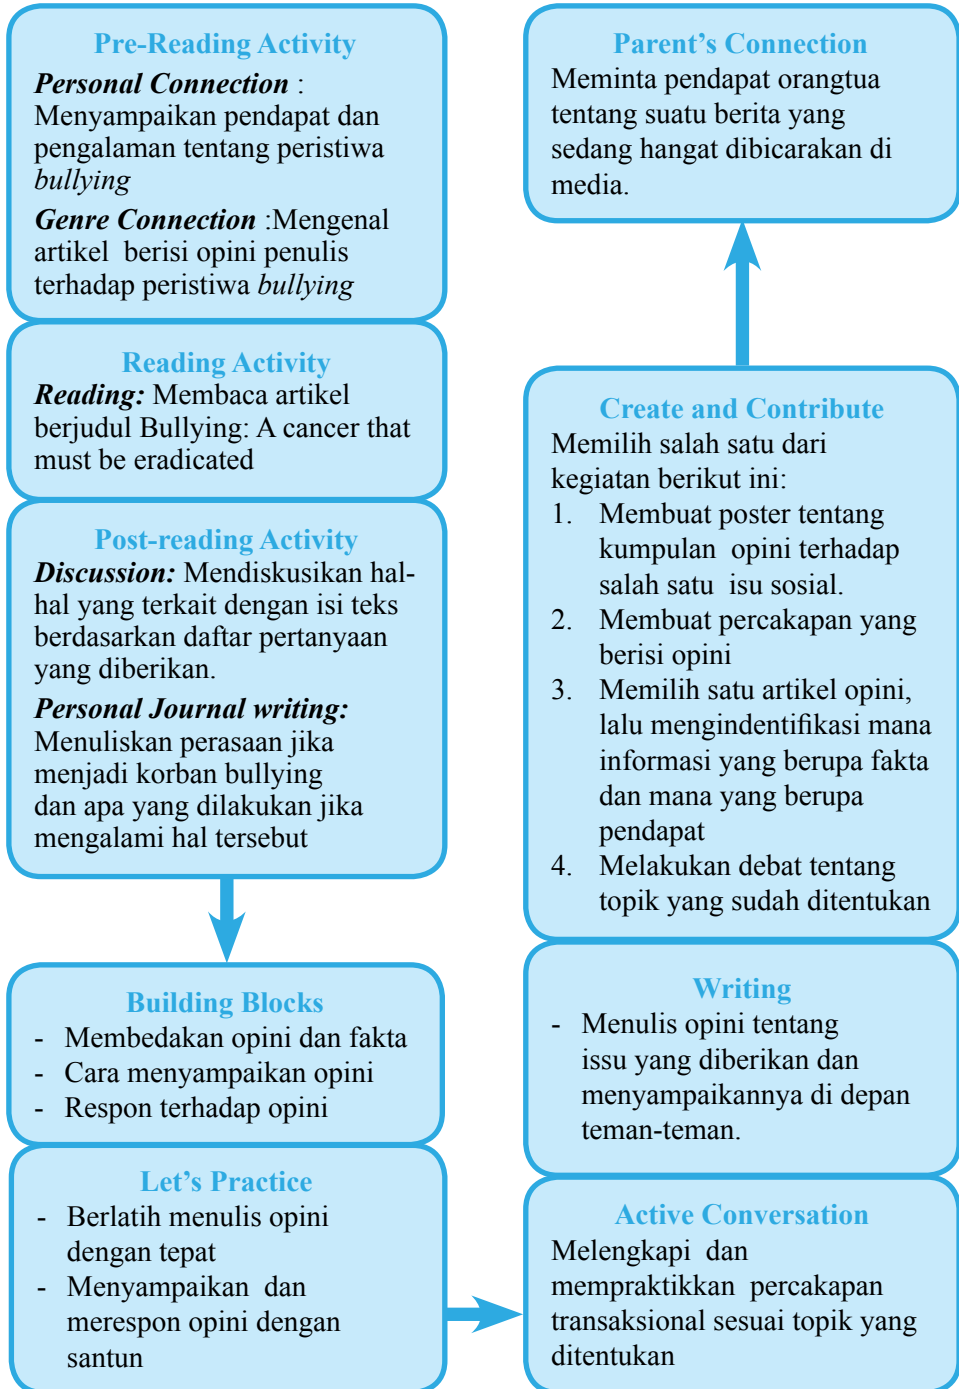 Pre-Reading Activity
Personal Connection :
Menyampaikan pendapat dan
pengalaman tentang peristiwa
bullying
Genre Connection :Mengenal
artikel berisi opini penulis
terhadap peristiwa bullying
Reading Activity
Reading: Membaca artikel
berjudul Bullying: A cancer that
must be eradicated
Post-reading Activity
Discussion: Mendiskusikan hal-
hal yang terkait dengan isi teks
berdasarkan daftar pertanyaan
yang diberikan.
Personal Journal writing:
Menuliskan perasaan jika
menjadi korban bullying
dan apa yang dilakukan jika
mengalami hal tersebut
Building Blocks
- Membedakan opini dan fakta
- Cara menyampaikan opini
- Respon terhadap opini
Let's Practice
- Berlatih menulis opini
dengan tepat
- Menyampaikan dan
merespon opini dengan
santun
Active Conversation
Melengkapi dan
mempraktikkan percakapan
transaksional sesuai topik yang
ditentukan
Writing
- Menulis opini tentang
issu yang diberikan dan
menyampaikannya di depan
teman-teman.
Create and Contribute
Memilih salah satu dari
kegiatan berikut ini:
1. Membuat poster tentang
kumpulan opini terhadap
salah satu isu sosial.
2. Membuat percakapan yang
berisi opini
3. Memilih satu artikel opini,
lalu mengindentifikasi mana
informasi yang berupa fakta
dan mana yang berupa
pendapat
4. Melakukan debat tentang
topik yang sudah ditentukan
Parent's Connection
Meminta pendapat orangtua
tentang suatu berita yang
sedang hangat dibicarakan di
media.